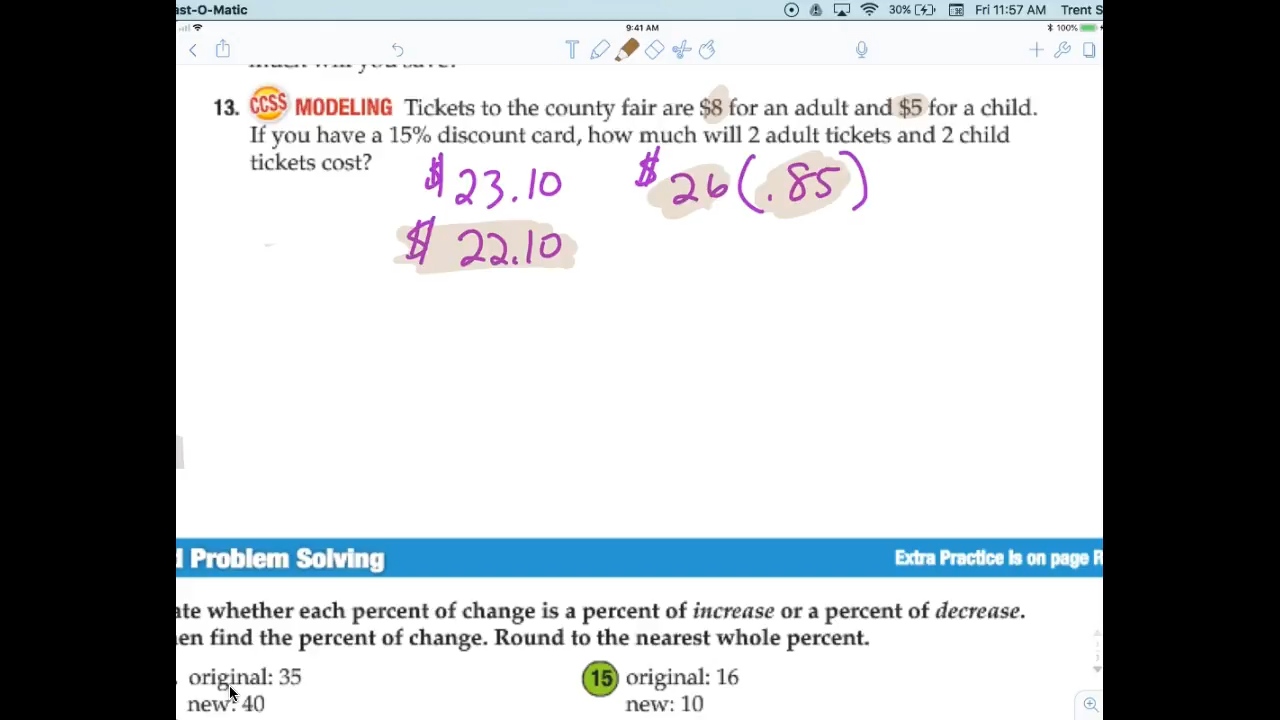 ast-O-Matic 30% Fri 11:57 AM Trent S
9:41 AM 100%
much will you save?
13. CCSS MODELING Tickets to the county fair are $8 for an adult and $5 for a child.
If you have a 15% discount card, how much will 2 adult tickets and 2 child
tickets cost?
$23.10 $26(.85)
$22.10
d Problem Solving Extra Practice is on page R
ate whether each percent of change is a percent of increase or a percent of decrease.
en find the percent of change. Round to the nearest whole percent.
. original: 35 15 original: 16
new: 40 new: 10